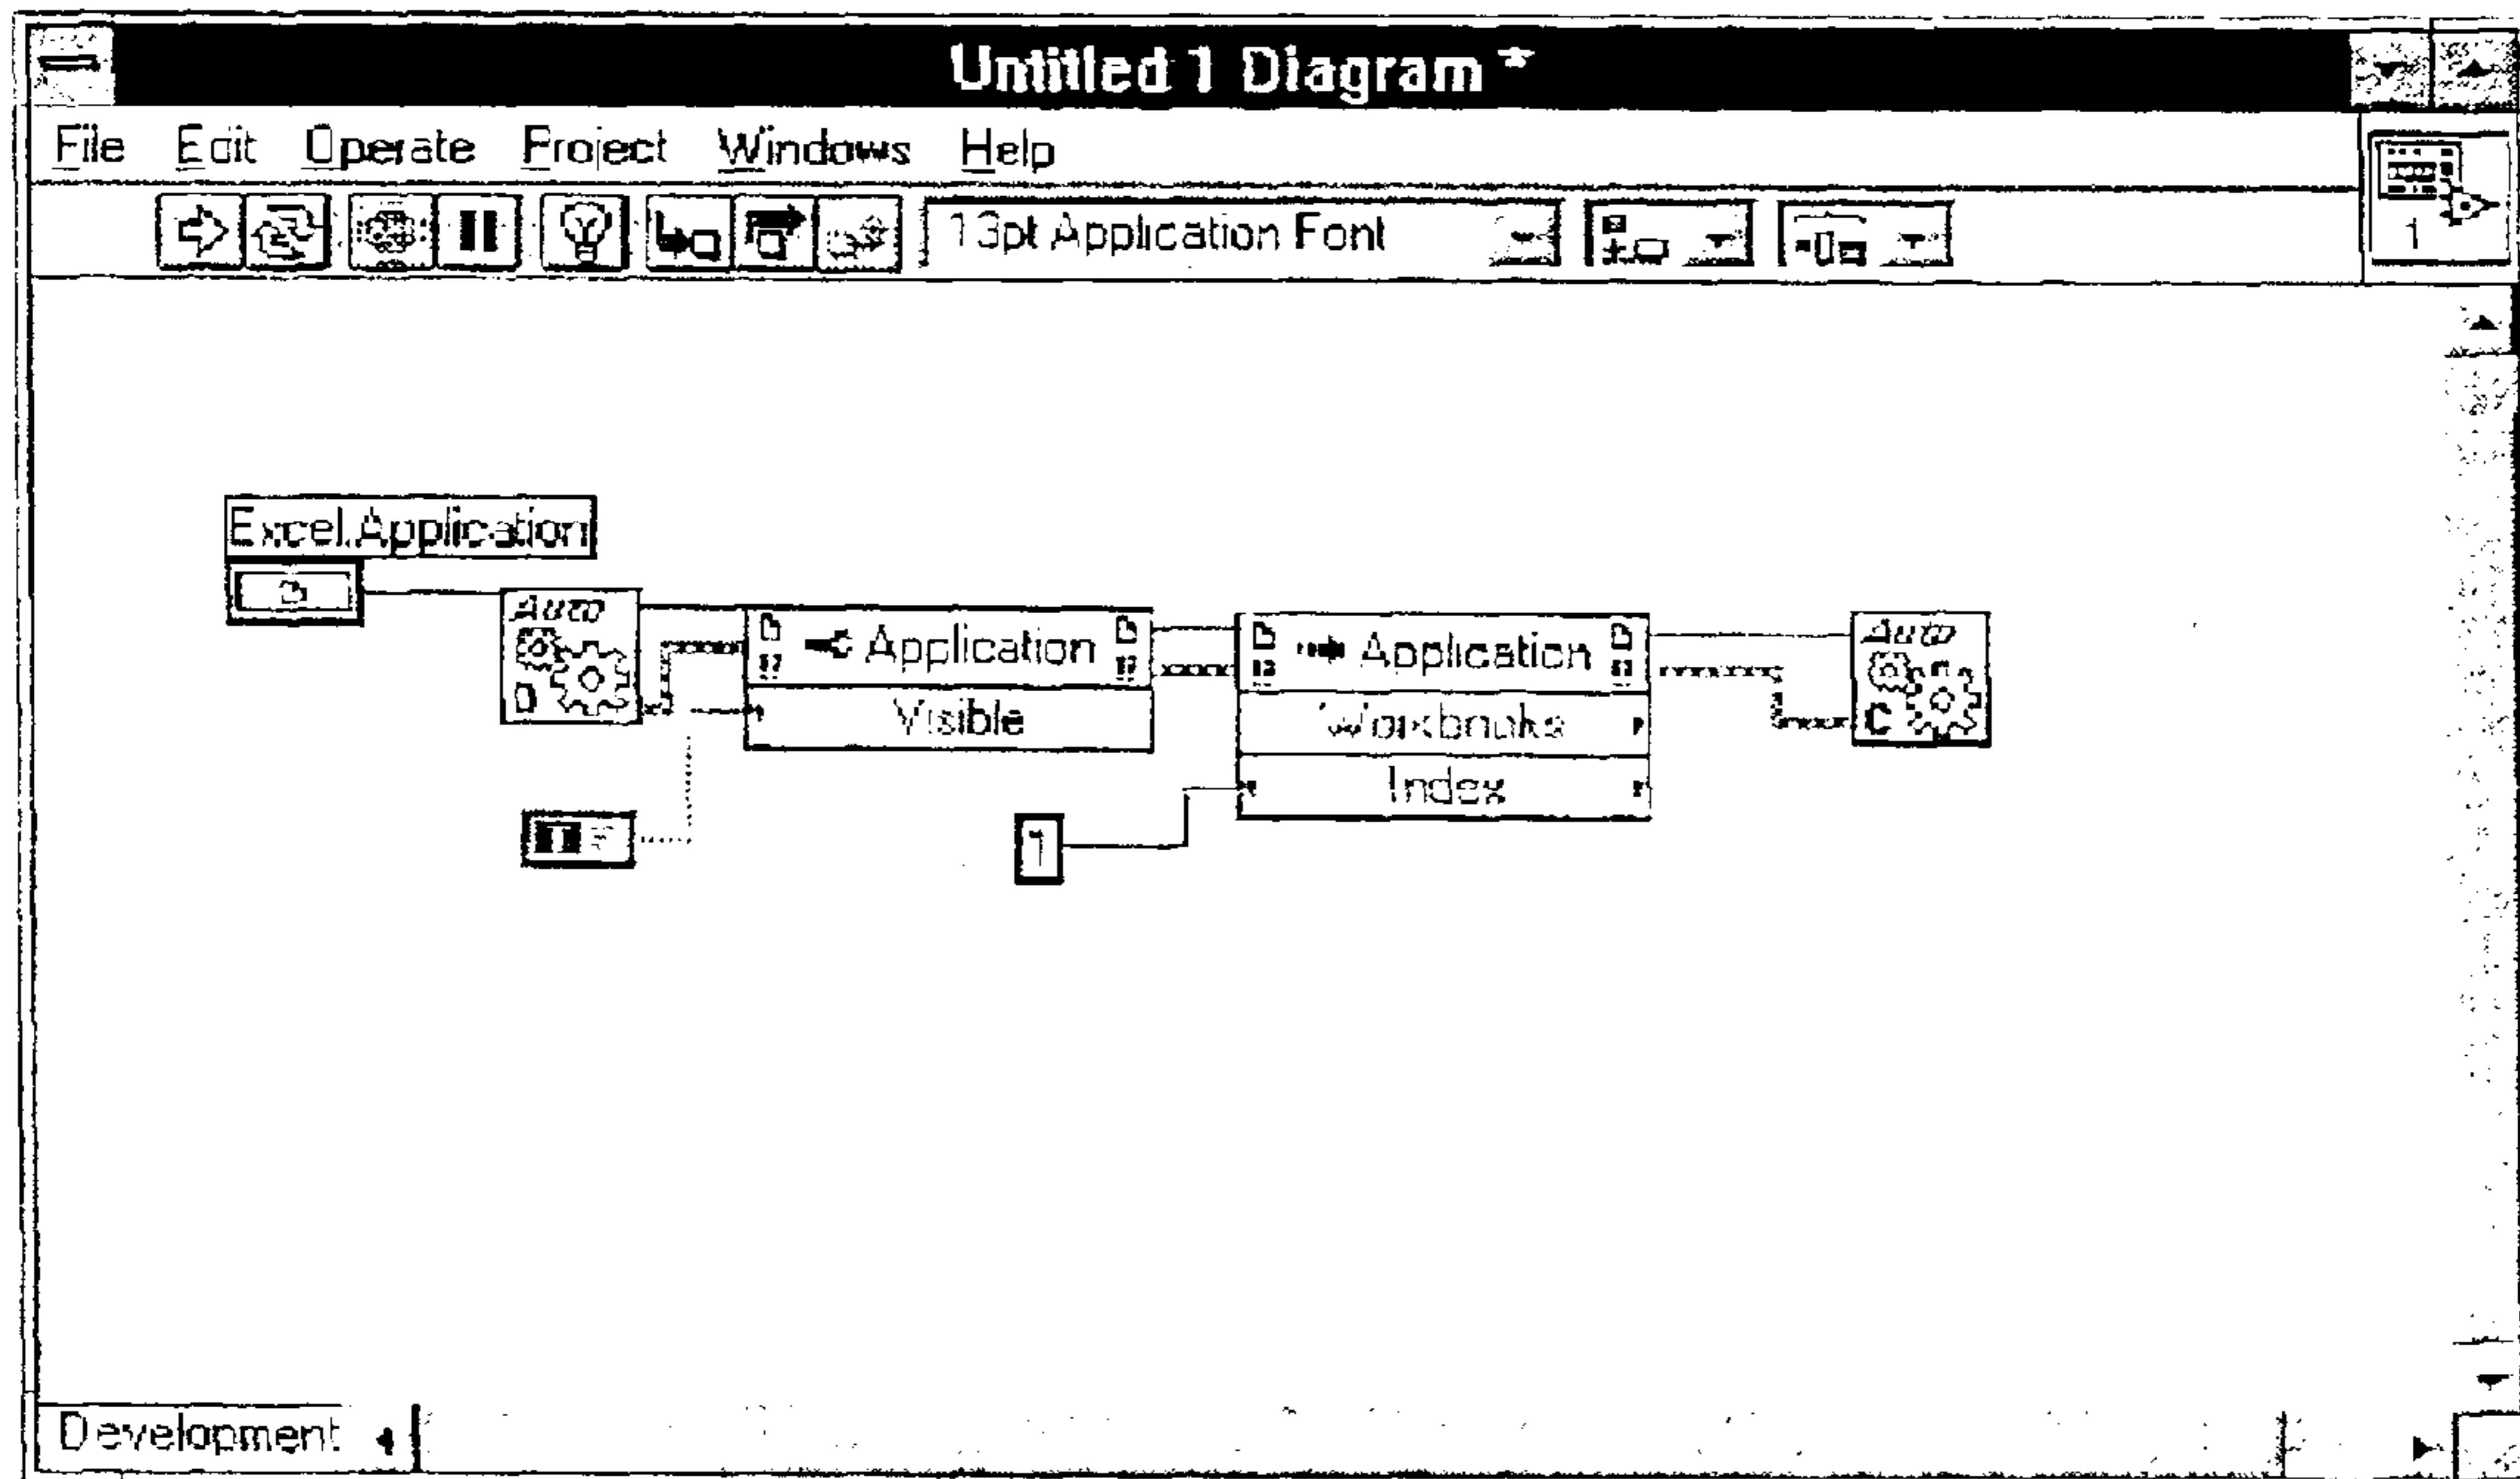 Untitled 1 Diagram *
File Edit Operate Project Windows Help
13pt Application Font
1
Excel.Application
Auto
Application
Visible
Application
Workbooks
Index
Auto
C
T F
1
Development